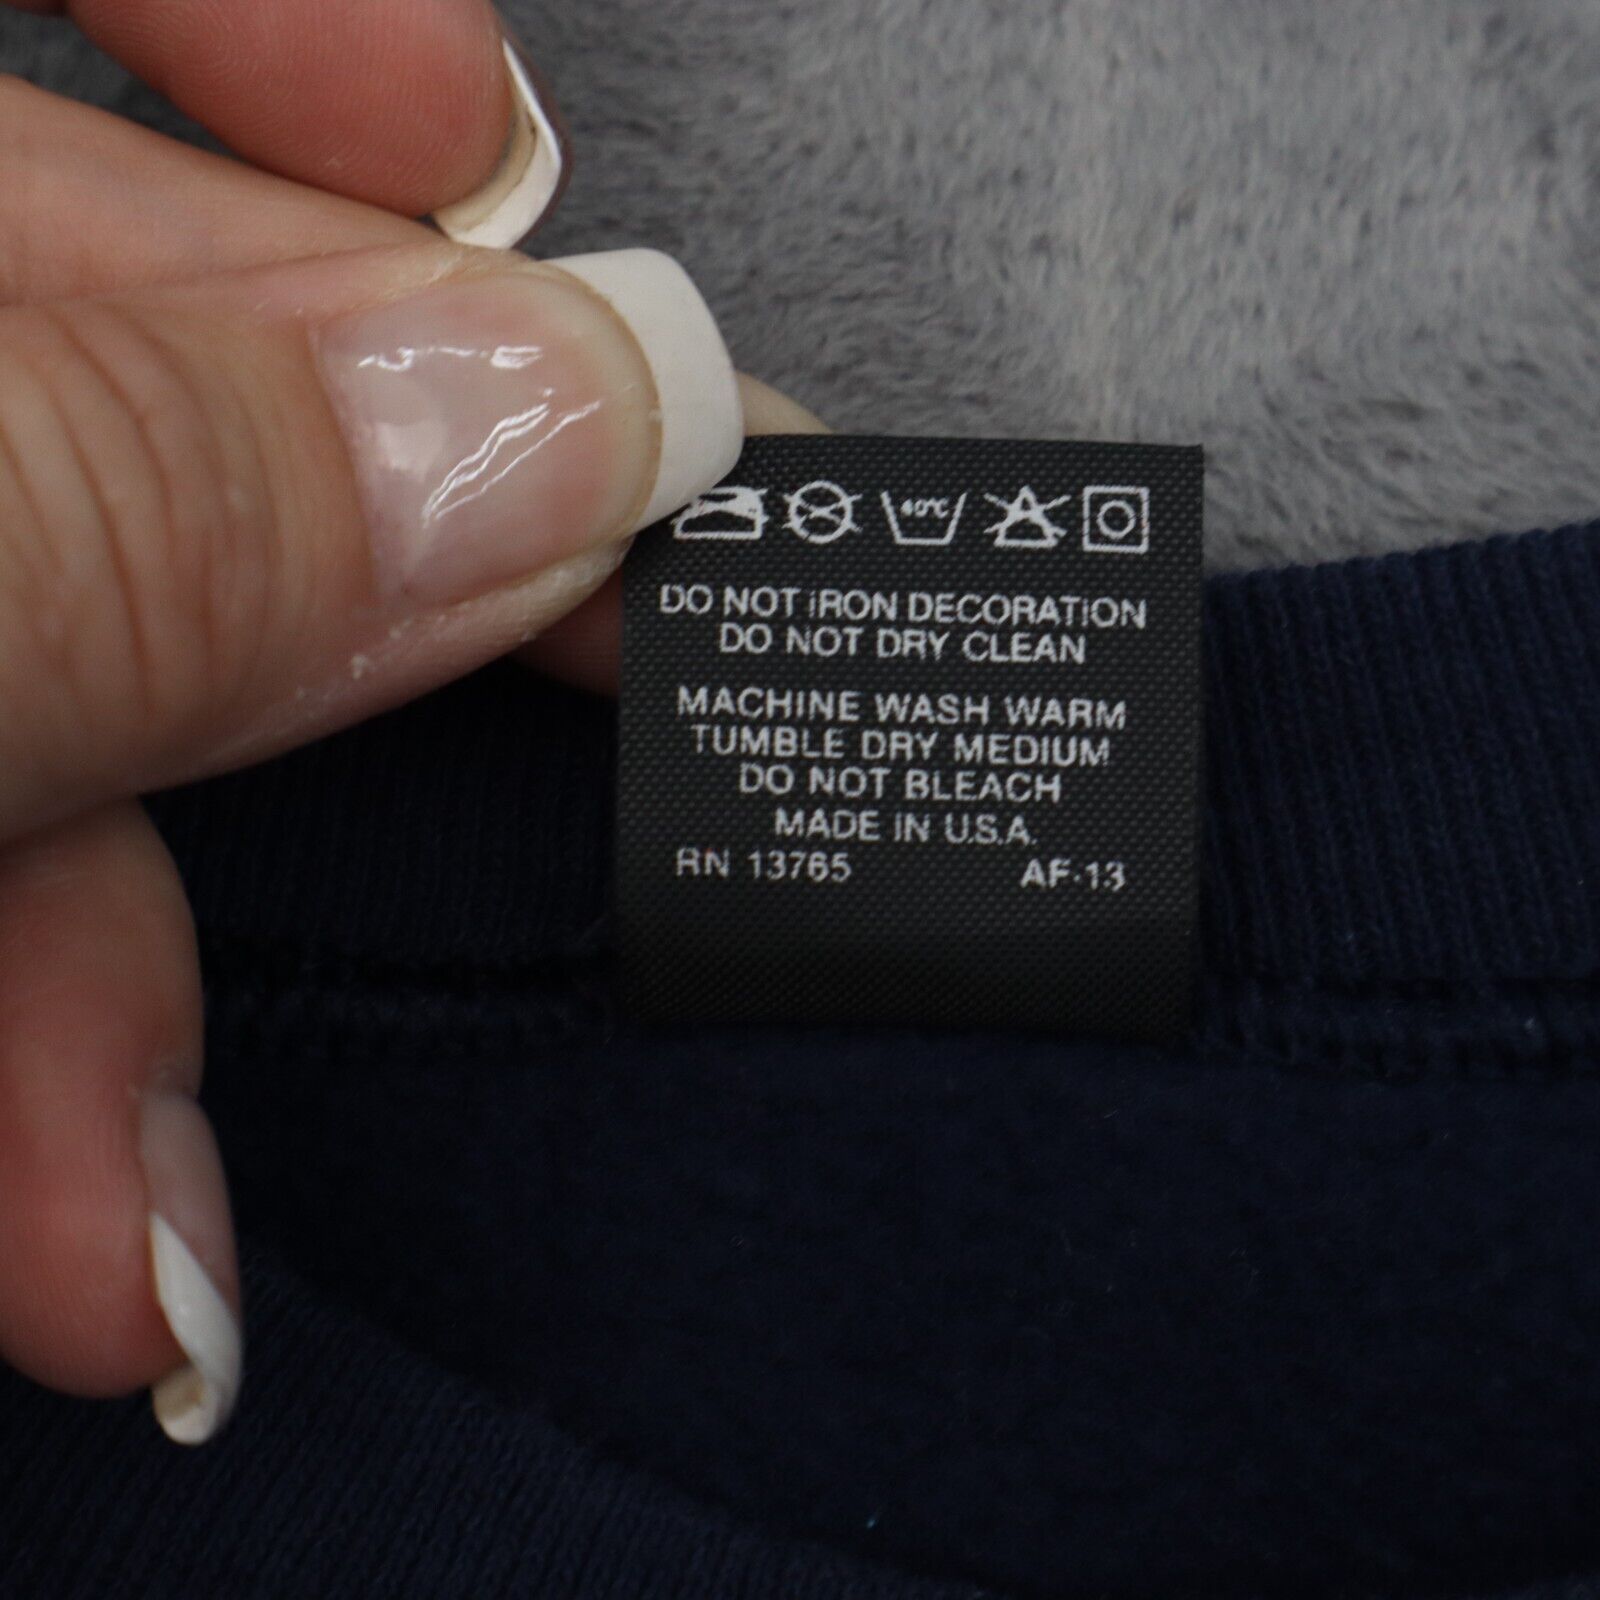 40°C
DO NOT IRON DECORATION
DO NOT DRY CLEAN
MACHINE WASH WARM
TUMBLE DRY MEDIUM
DO NOT BLEACH
MADE IN U.S.A.
RN 13765 AF-13